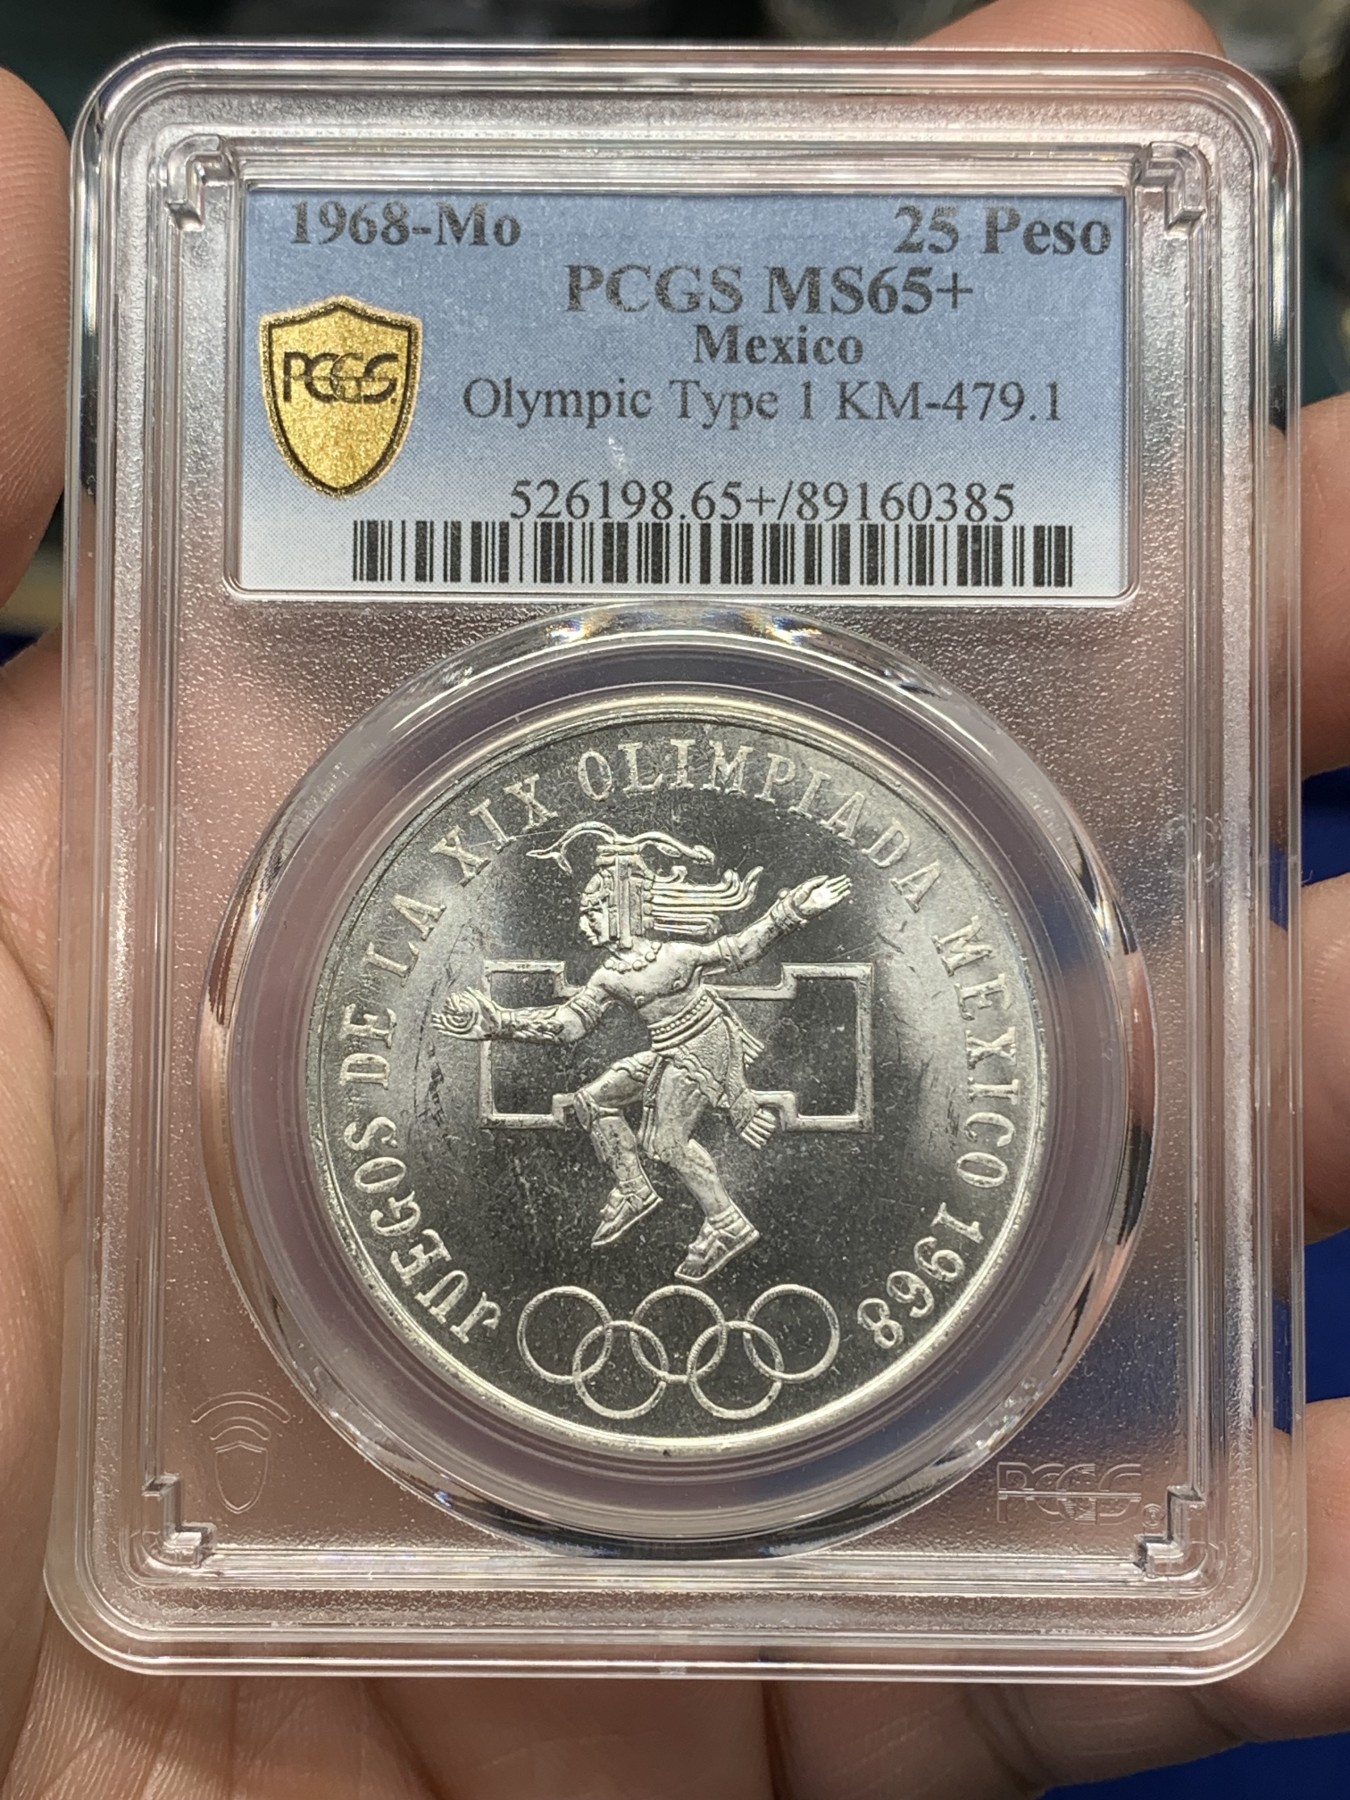 1968-Mo 25 Peso
PCGS MS65+
Mexico
PCGS
Olympic Type 1 KM-479.1
526198.65+/89160385
JUEGOS DE LA XIX OLIMPIADA MEXICO 1968
PCGS